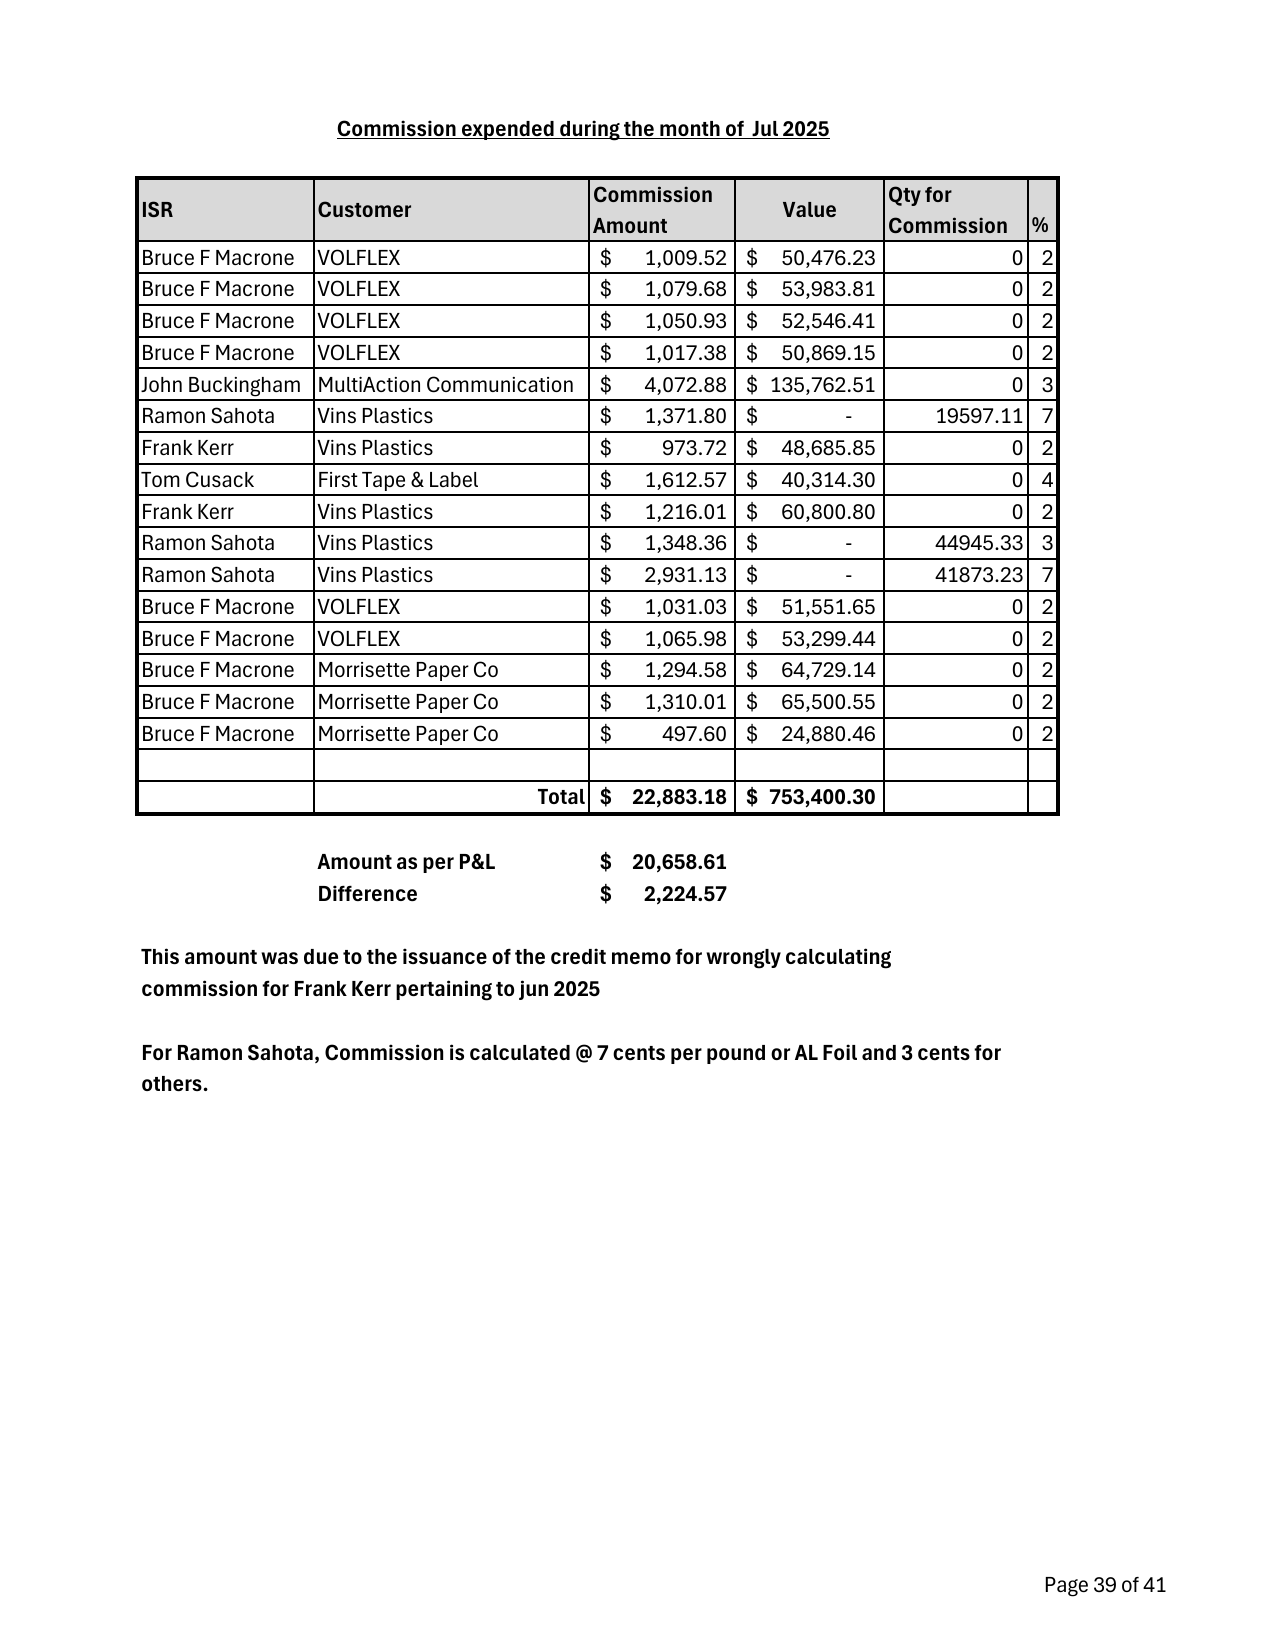 Commission expended during the month of Jul 2025
ISR Customer Commission Amount Value Qty for Commission %
Bruce F Macrone VOLFLEX $ 1,009.52 $ 50,476.23 0 2
Bruce F Macrone VOLFLEX $ 1,079.68 $ 53,983.81 0 2
Bruce F Macrone VOLFLEX $ 1,050.93 $ 52,546.41 0 2
Bruce F Macrone VOLFLEX $ 1,017.38 $ 50,869.15 0 2
John Buckingham MultiAction Communication $ 4,072.88 $ 135,762.51 0 3
Ramon Sahota Vins Plastics $ 1,371.80 $ - 19597.11 7
Frank Kerr Vins Plastics $ 973.72 $ 48,685.85 0 2
Tom Cusack First Tape & Label $ 1,612.57 $ 40,314.30 0 4
Frank Kerr Vins Plastics $ 1,216.01 $ 60,800.80 0 2
Ramon Sahota Vins Plastics $ 1,348.36 $ - 44945.33 3
Ramon Sahota Vins Plastics $ 2,931.13 $ - 41873.23 7
Bruce F Macrone VOLFLEX $ 1,031.03 $ 51,551.65 0 2
Bruce F Macrone VOLFLEX $ 1,065.98 $ 53,299.44 0 2
Bruce F Macrone Morrisette Paper Co $ 1,294.58 $ 64,729.14 0 2
Bruce F Macrone Morrisette Paper Co $ 1,310.01 $ 65,500.55 0 2
Bruce F Macrone Morrisette Paper Co $ 497.60 $ 24,880.46 0 2
Total $ 22,883.18 $ 753,400.30
Amount as per P&L $ 20,658.61
Difference $ 2,224.57
This amount was due to the issuance of the credit memo for wrongly calculating
commission for Frank Kerr pertaining to jun 2025
For Ramon Sahota, Commission is calculated @ 7 cents per pound or AL Foil and 3 cents for
others.
Page 39 of 41